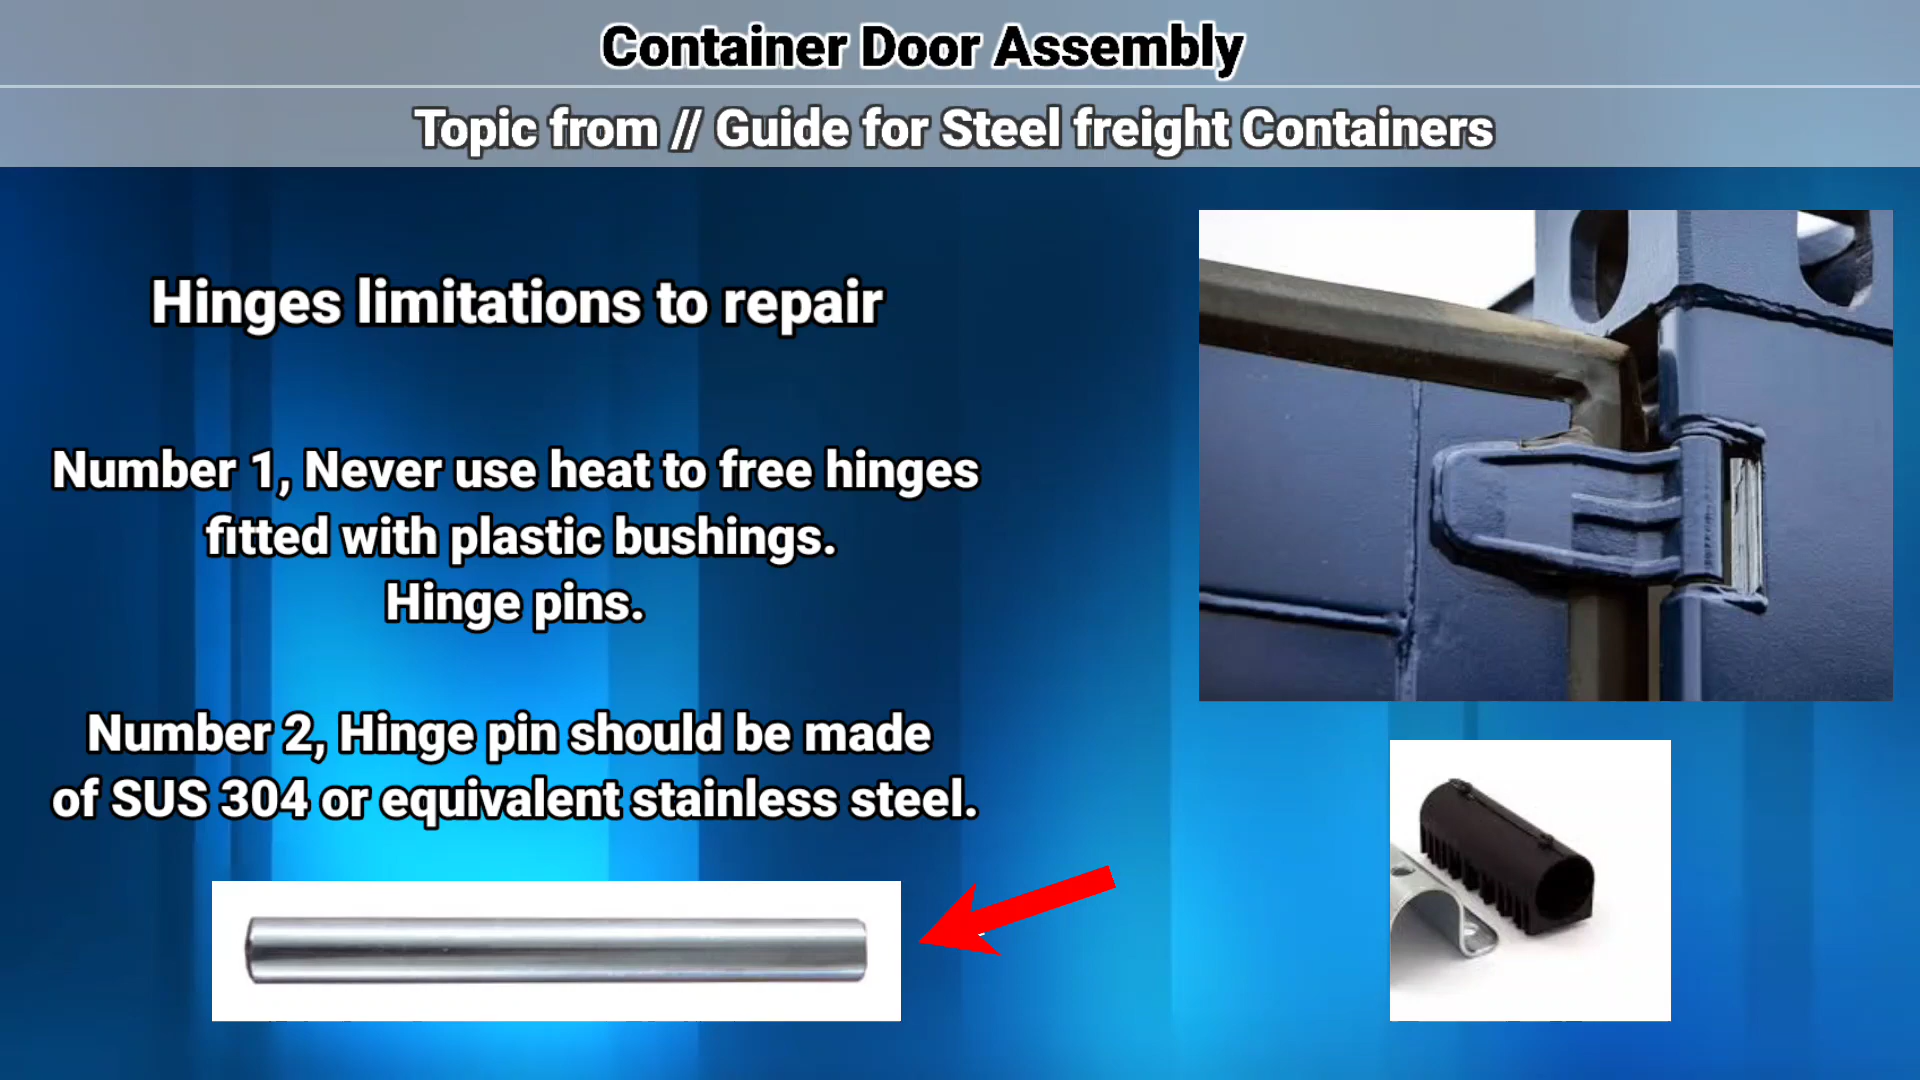 Container Door Assembly
Topic from // Guide for Steel freight Containers
Hinges limitations to repair
Number 1, Never use heat to free hinges
fitted with plastic bushings.
Hinge pins.
Number 2, Hinge pin should be made
of SUS 304 or equivalent stainless steel.